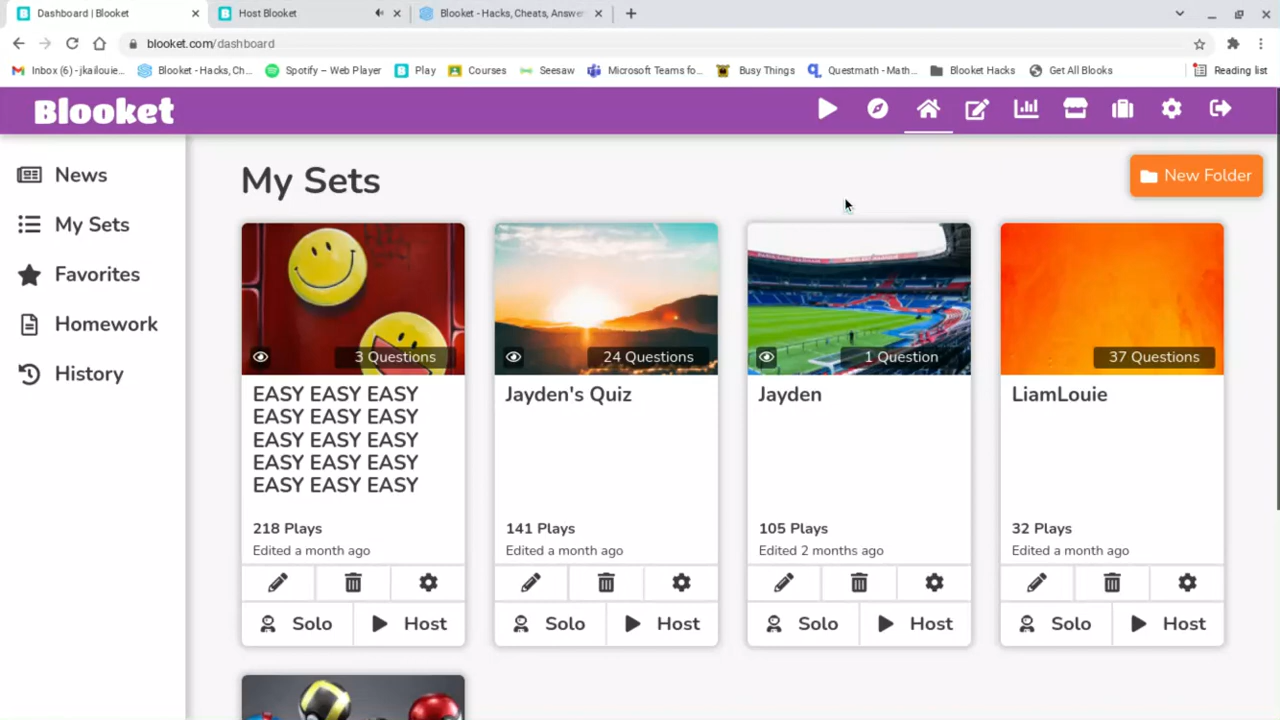 Dashboard | Blooket
Host Blooket
Blooket - Hacks, Cheats, Answe
blooket.com/dashboard
Inbox (6) - jkailouie...
Blooket - Hacks, Ch...
Spotify – Web Player
Play
Courses
Seesaw
Microsoft Teams fo...
Busy Things
Questmath - Math...
Blooket Hacks
Get All Blooks
Reading list
Blooket
News
My Sets
Favorites
Homework
History
My Sets
New Folder
3 Questions
EASY EASY EASY
EASY EASY EASY
EASY EASY EASY
EASY EASY EASY
EASY EASY EASY
218 Plays
Edited a month ago
Solo
Host
24 Questions
Jayden's Quiz
141 Plays
Edited a month ago
Solo
Host
1 Question
Jayden
105 Plays
Edited 2 months ago
Solo
Host
37 Questions
LiamLouie
32 Plays
Edited a month ago
Solo
Host